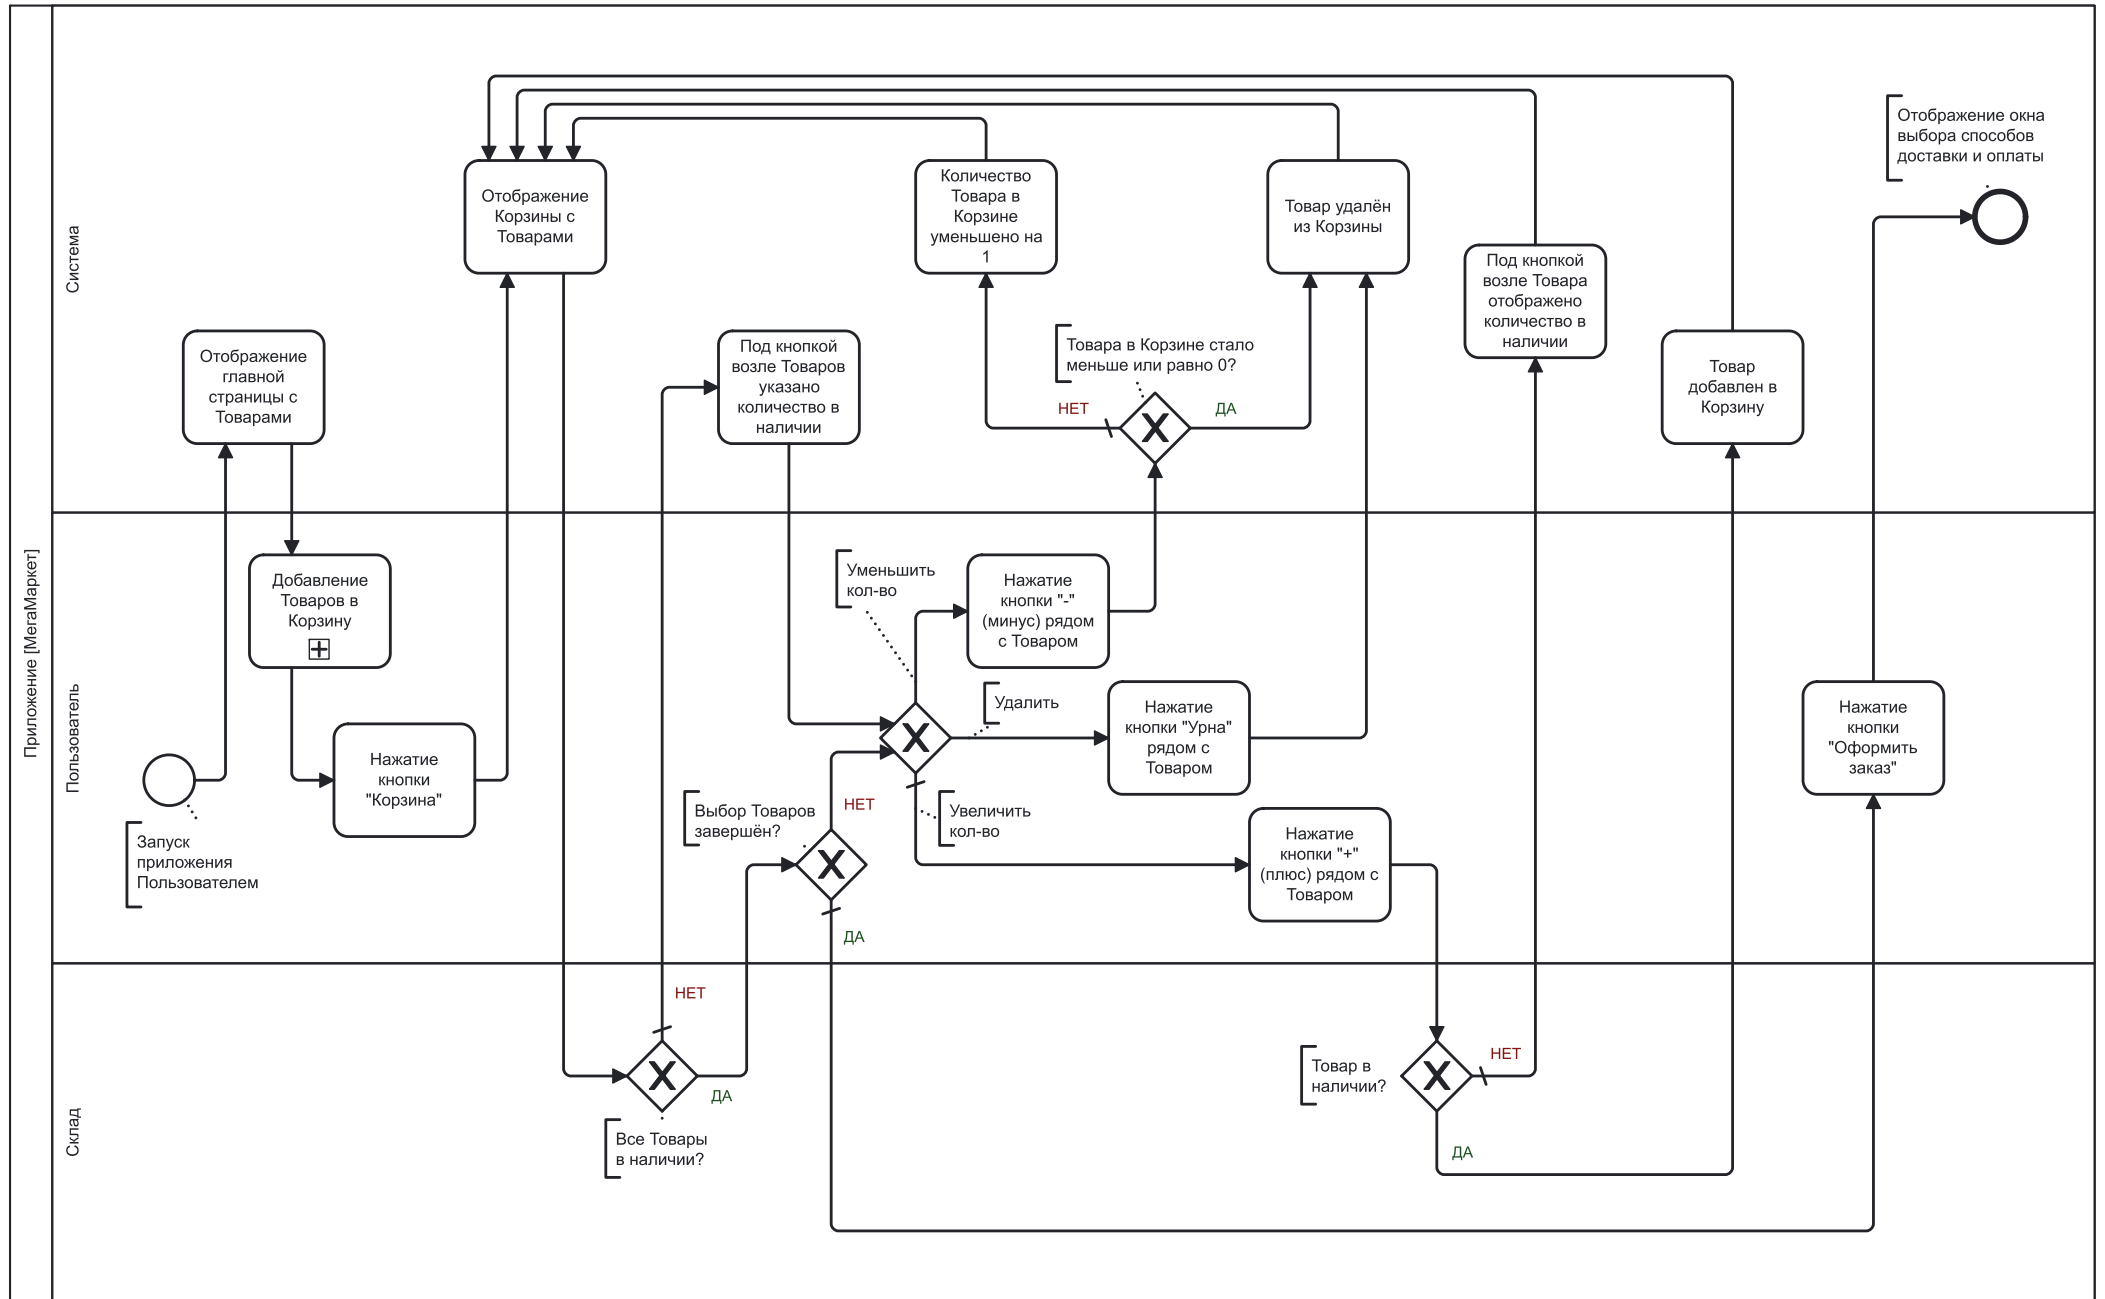 Приложение [МегаМаркет]
Система
Отображение окна
выбора способов
доставки и оплаты
Отображение
Корзины с
Товарами
Количество
Товара в
Корзине
уменьшено на
1
Товар удалён
из Корзины
Под кнопкой
возле Товара
отображено
количество в
наличии
Отображение
главной
страницы с
Товарами
Под кнопкой
возле Товаров
указано
количество в
наличии
Товара в Корзине стало
меньше или равно 0?
НЕТ
ДА
Товар
добавлен в
Корзину
Пользователь
Добавление
Товаров в
Корзину
Уменьшить
кол-во
Нажатие
кнопки "-"
(минус) рядом
с Товаром
Удалить
Нажатие
кнопки "Урна"
рядом с
Товаром
Нажатие
кнопки
"Оформить
заказ"
Нажатие
кнопки
"Корзина"
Запуск
приложения
Пользователем
Выбор Товаров
завершён?
НЕТ
Увеличить
кол-во
Нажатие
кнопки "+"
(плюс) рядом с
Товаром
ДА
Склад
НЕТ
ДА
Все Товары
в наличии?
Товар в
наличии?
НЕТ
ДА